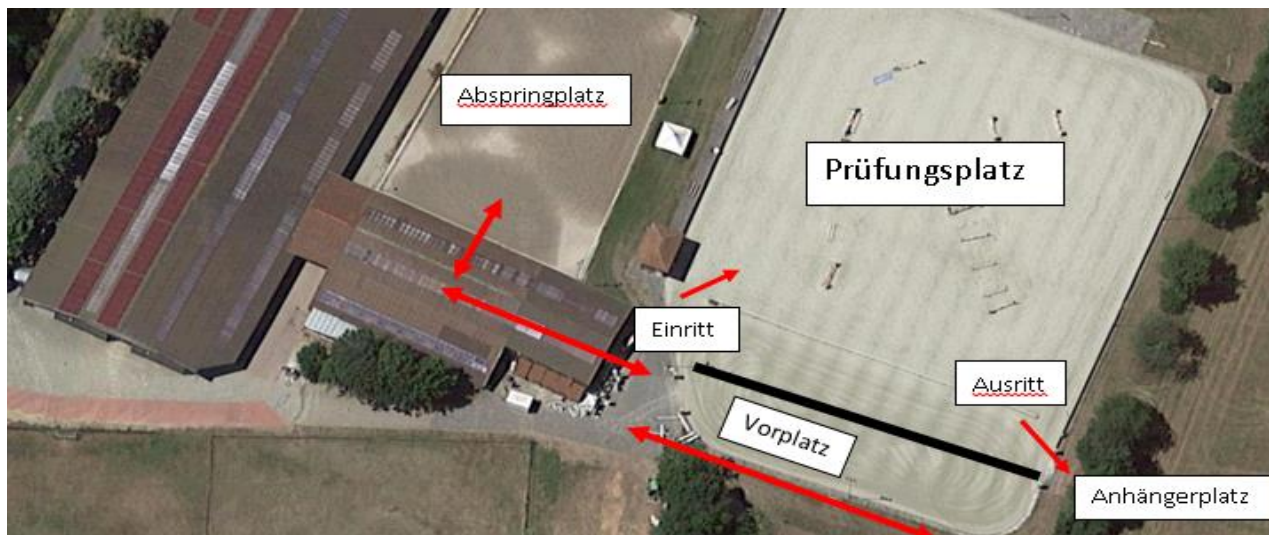 Abspringplatz
Prüfungsplatz
Einritt
Ausritt
Vorplatz
Anhängerplatz